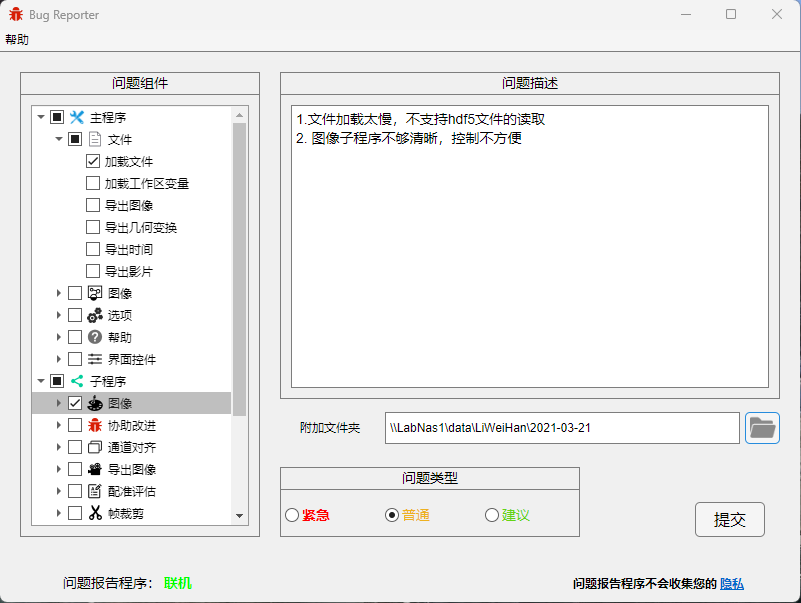 Bug Reporter
帮助
问题组件
主程序
文件
加载文件
加载工作区变量
导出图像
导出几何变换
导出时间
导出影片
图像
选项
帮助
界面控件
子程序
图像
协助改进
通道对齐
导出图像
配准评估
帧裁剪
问题描述
1.文件加载太慢，不支持hdf5文件的读取
2. 图像子程序不够清晰，控制不方便
附加文件夹
\\LabNas1\data\LiWeiHan\2021-03-21
问题类型
紧急 普通 建议
提交
问题报告程序： 联机
问题报告程序不会收集您的 隐私